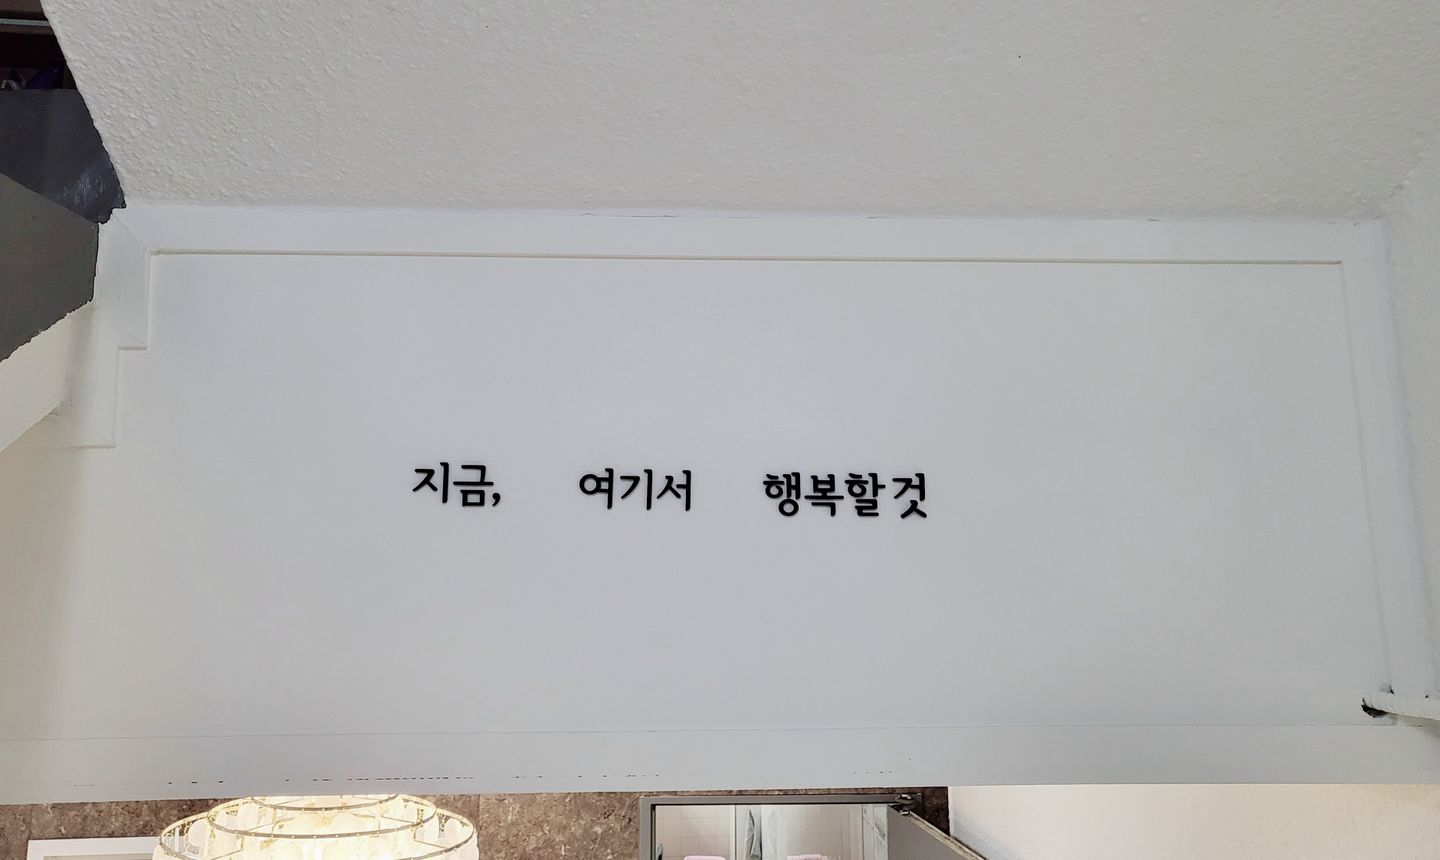 지금, 여기서 행복할 것